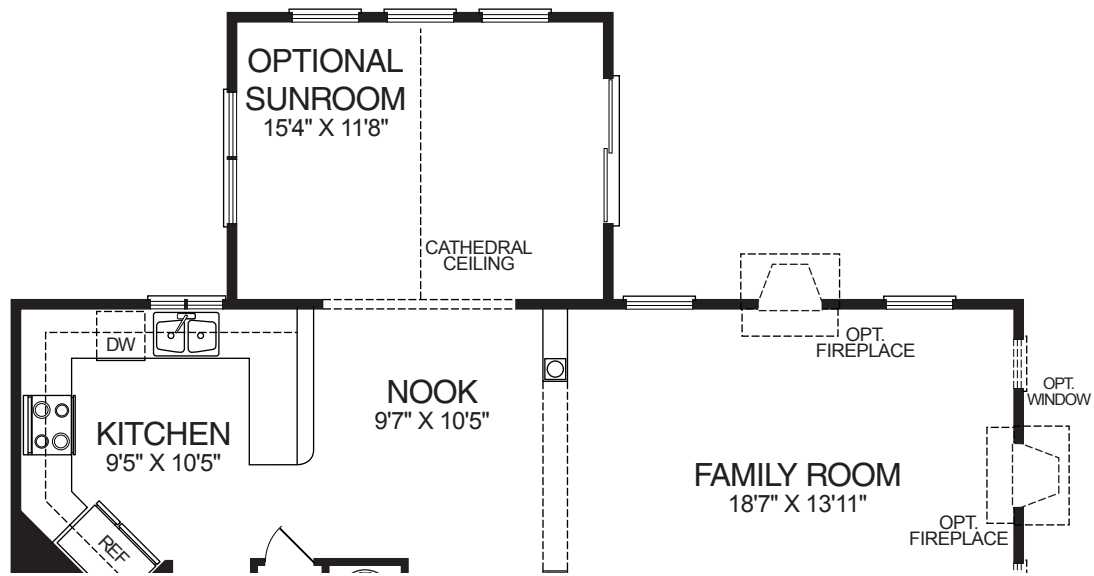 OPTIONAL
SUNROOM
15'4" X 11'8"
CATHEDRAL
CEILING
DW
OPT.
FIREPLACE
NOOK
9'7" X 10'5"
OPT.
WINDOW
KITCHEN
9'5" X 10'5"
FAMILY ROOM
18'7" X 13'11"
OPT.
FIREPLACE
REF